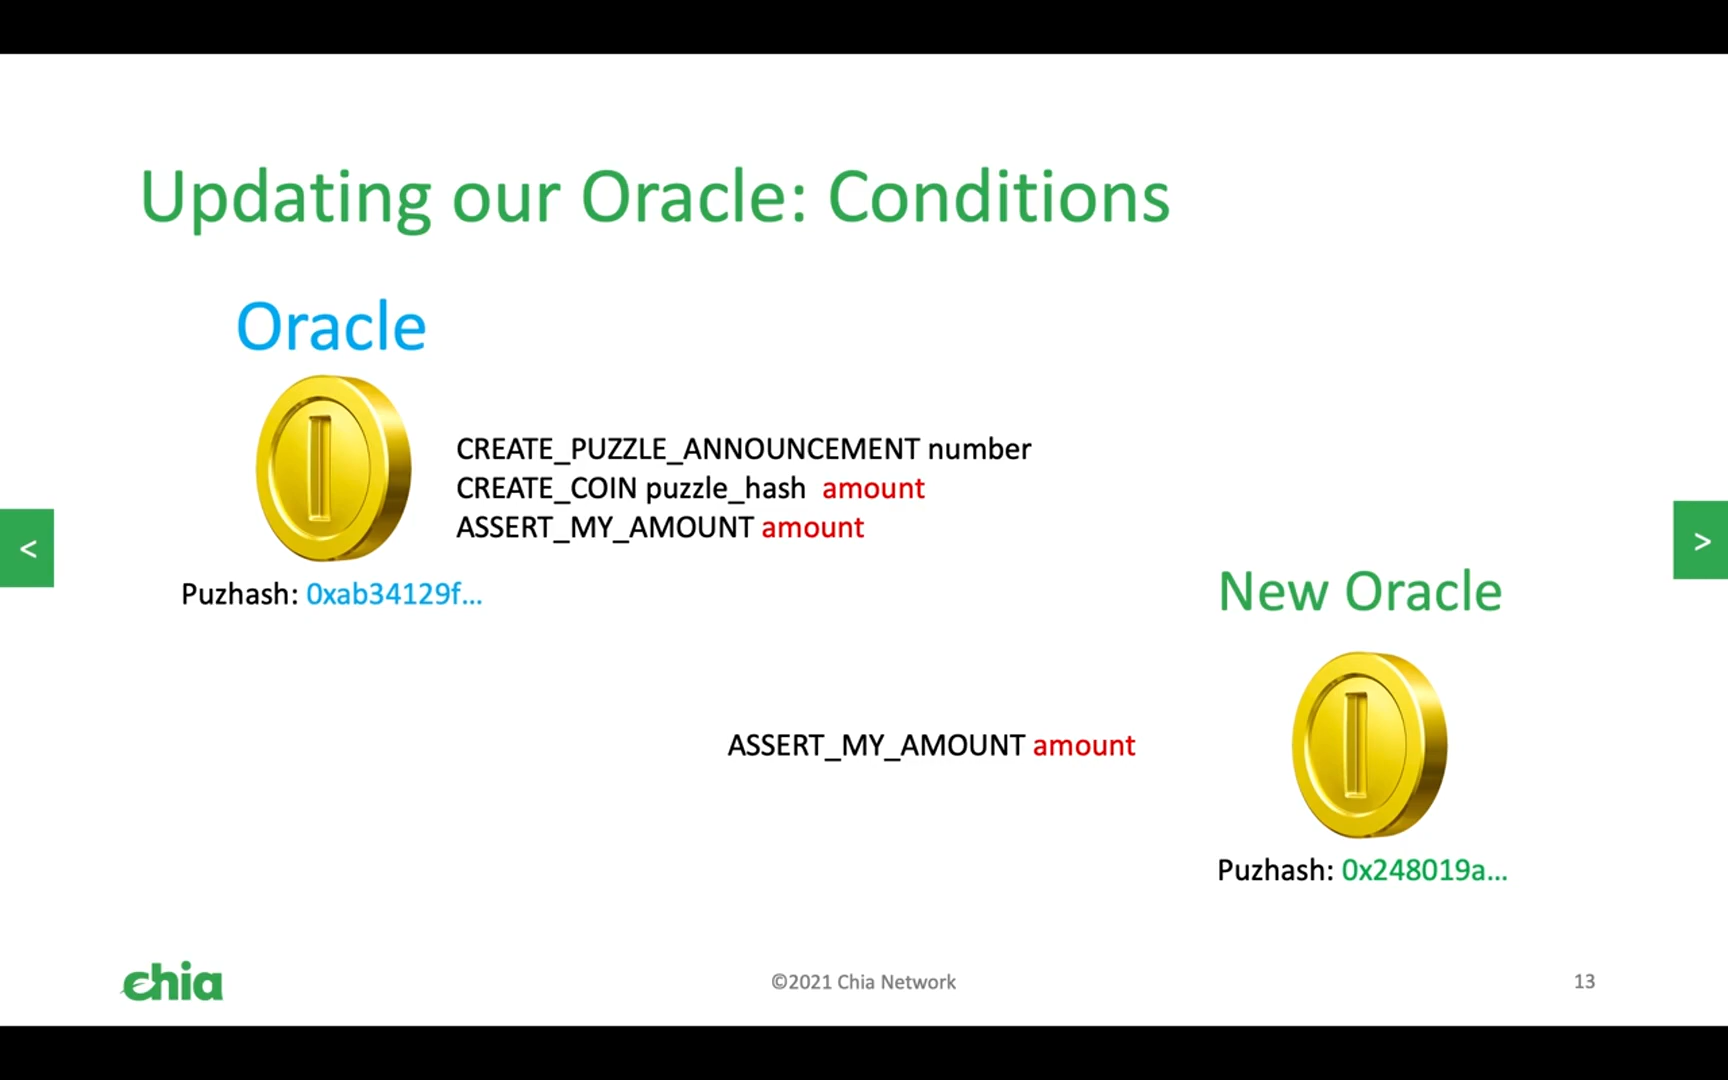 Updating our Oracle: Conditions
Oracle
CREATE_PUZZLE_ANNOUNCEMENT number
CREATE_COIN puzzle_hash amount
ASSERT_MY_AMOUNT amount
<
>
Puzhash: 0xab34129f...
New Oracle
ASSERT_MY_AMOUNT amount
Puzhash: 0x248019a...
chia
©2021 Chia Network
13